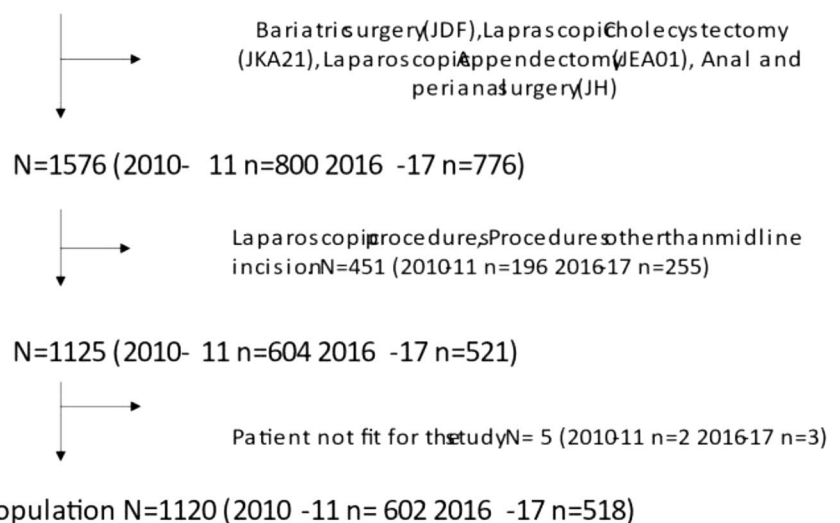 Bariatric surgery (JDF), Laprascopic Cholecystectomy
(JKA21), Laparoscopic Appendectomy (JEA01), Anal and
perianal surgery (JH)
N=1576 (2010- 11 n=800 2016 -17 n=776)
Laparoscopic procedures, Procedures other than midline
incision N=451 (2010-11 n=196 2016-17 n=255)
N=1125 (2010- 11 n=604 2016 -17 n=521)
Patient not fit for the study N= 5 (2010-11 n=2 2016-17 n=3)
opulation N=1120 (2010 -11 n= 602 2016 -17 n=518)